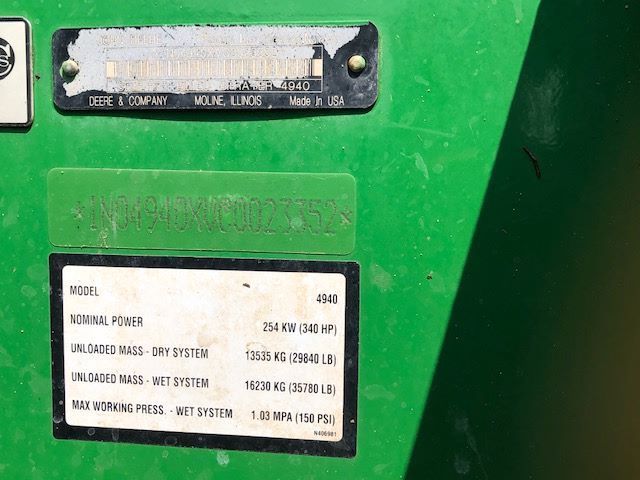 4940
DEERE & COMPANY MOLINE, ILLINOIS Made In USA
*1N04940XVC0023352*
MODEL 4940
NOMINAL POWER 254 KW (340 HP)
UNLOADED MASS - DRY SYSTEM 13535 KG (29840 LB)
UNLOADED MASS - WET SYSTEM 16230 KG (35780 LB)
MAX WORKING PRESS. - WET SYSTEM 1.03 MPA (150 PSI)
N406981